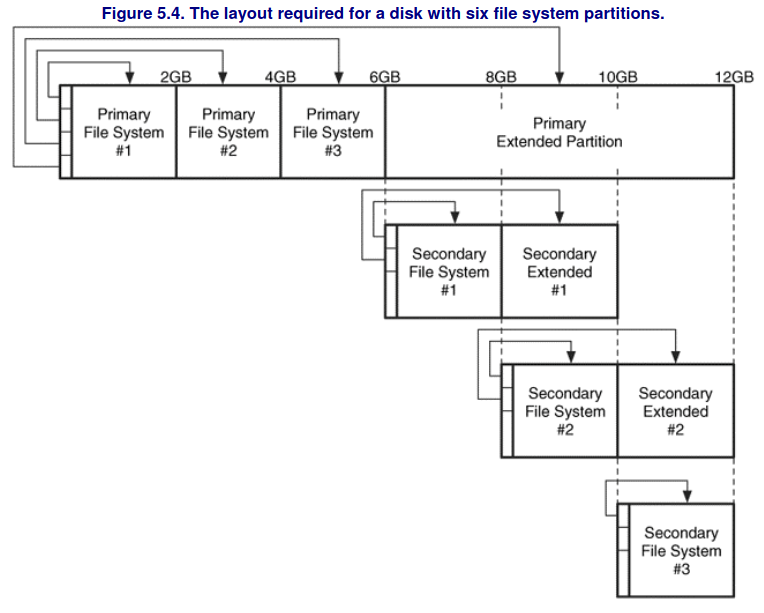 Figure 5.4. The layout required for a disk with six file system partitions.
2GB 4GB 6GB 8GB 10GB 12GB
Primary
File System
#1
Primary
File System
#2
Primary
File System
#3
Primary
Extended Partition
Secondary
File System
#1
Secondary
Extended
#1
Secondary
File System
#2
Secondary
Extended
#2
Secondary
File System
#3